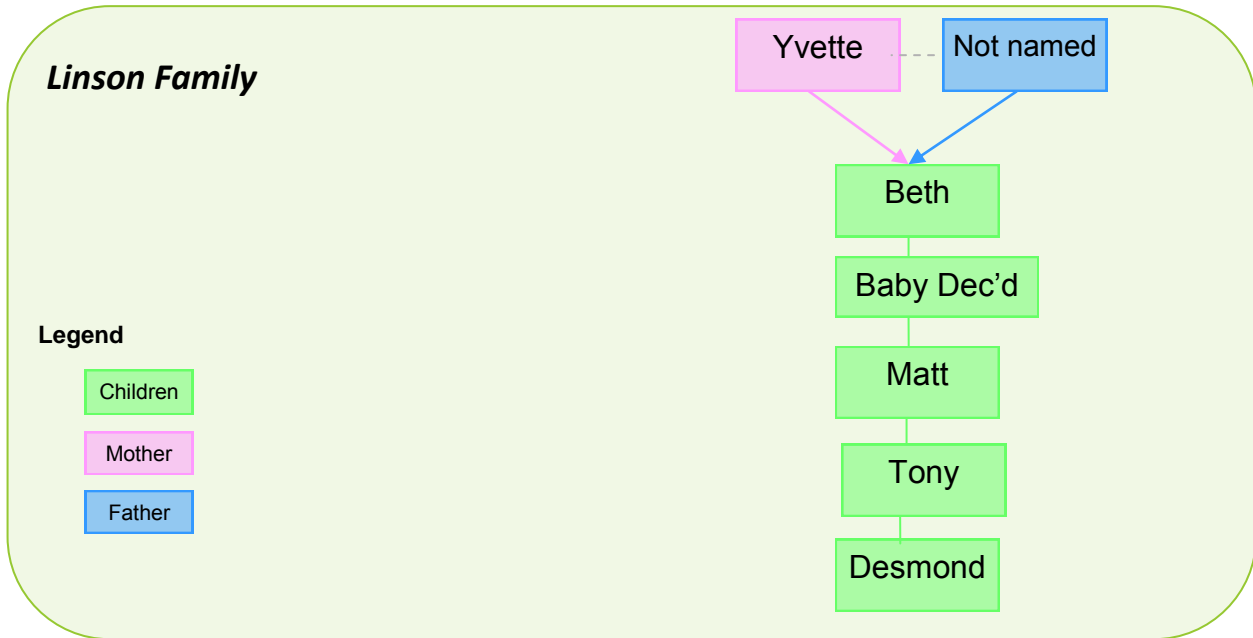 Yvette
Not named
Linson Family
Beth
Baby Dec’d
Matt
Tony
Desmond
Legend
Children
Mother
Father